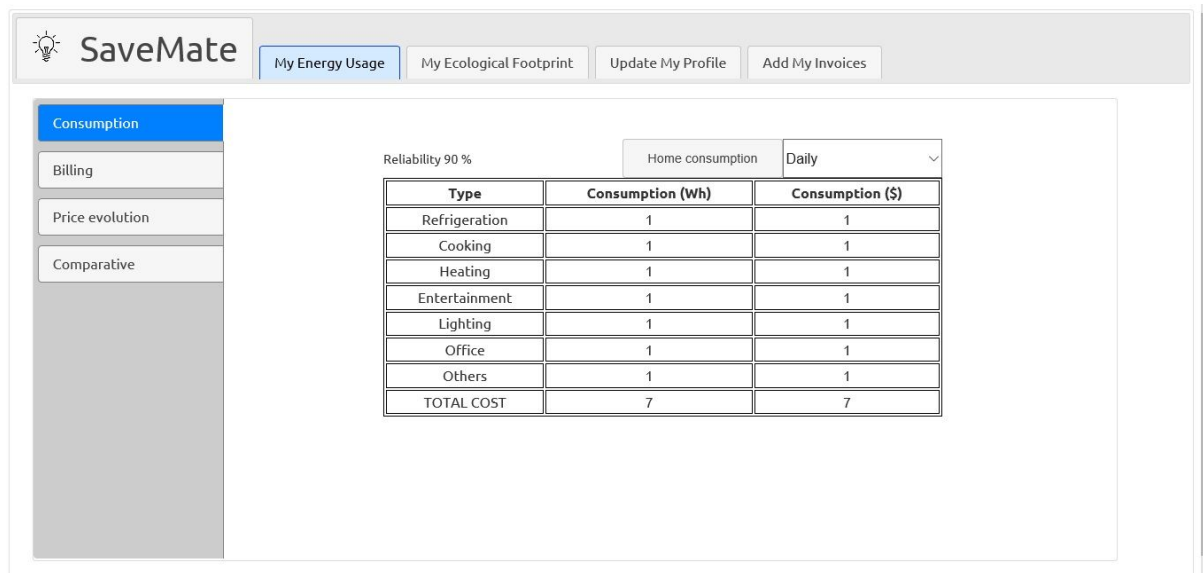 SaveMate
My Energy Usage
My Ecological Footprint
Update My Profile
Add My Invoices
Consumption
Billing
Price evolution
Comparative
Reliability 90 %
Home consumption
Daily
Type Consumption (Wh) Consumption ($)
Refrigeration 1 1
Cooking 1 1
Heating 1 1
Entertainment 1 1
Lighting 1 1
Office 1 1
Others 1 1
TOTAL COST 7 7